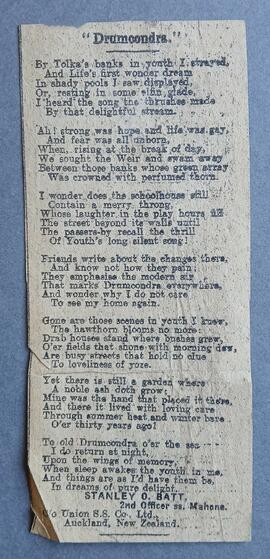 "Drumcondra."
By Tolka's banks in youth I strayed,
And Life's first wonder dream
In shady pools I saw displayed,
Or, resting in some elfin glade,
I heard the song the thrushes made
By that delightful stream.
Ah! strong was hope and life was gay,
And fear was all unborn,
When, rising at the break of day,
We sought the Weir and swam away
Between those banks whose green array
Was crowned with perfumed thorn.
I wonder does the schoolhouse still
Contain a merry throng,
Whose laughter in the play hours fill
The street beyond its walls until
The passers-by recall the thrill
Of Youth's long silent song!
Friends write about the changes there,
And know not how they pain;
They emphasise the modern air
That marks Drumcondra everywhere,
And wonder why I do not care
To see my home again.
Gone are those scenes in youth I knew,
The hawthorn blooms no more;
Drab houses stand where bushes grew,
O'er fields that shone with morning dew,
Are busy streets that hold no clue
To loveliness of yore.
Yet there is still a garden where
A noble ash doth grow;
Mine was the hand that placed it there,
And there it lived with loving care
Through summer heat and winter bare
O'er thirty years ago!
To old Drumcondra o'er the sea
I do return at night,
Upon the wings of memory,
When sleep awakes the youth in me,
And things are as I'd have them be,
In dreams of pure delight.
STANLEY O. BATT,
2nd Officer ss. Mahana.
C/o Union S.S. Co. Ltd.,
Auckland, New Zealand.